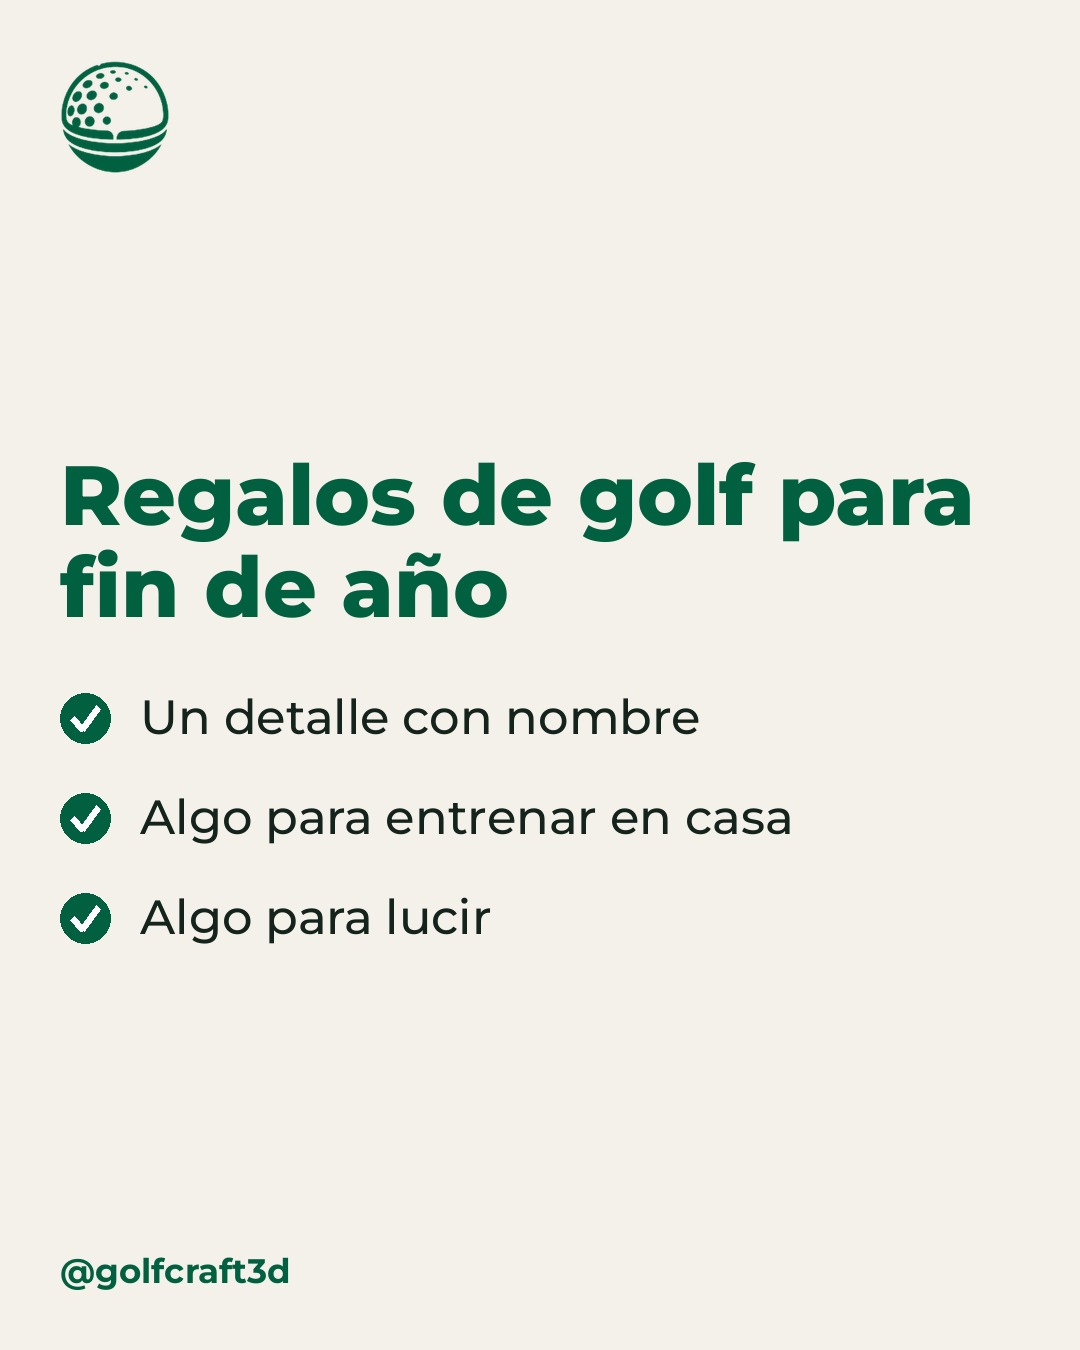 Regalos de golf para
fin de año
Un detalle con nombre
Algo para entrenar en casa
Algo para lucir
@golfcraft3d